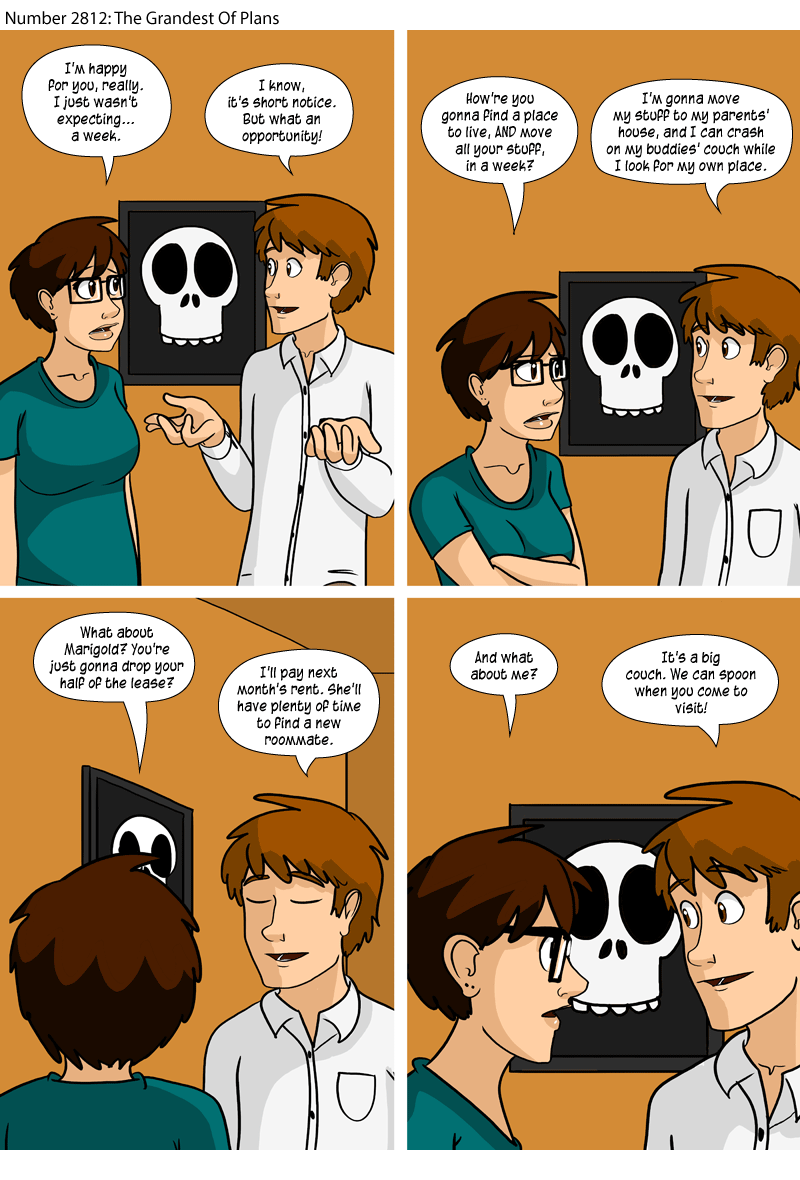 Number 2812: The Grandest Of Plans
I'm happy
for you, really.
I just wasn't
expecting...
a week.
I know,
it's short notice.
But what an
opportunity!
How're you
gonna find a place
to live, AND move
all your stuff,
in a week?
I'm gonna move
my stuff to my parents'
house, and I can crash
on my buddies' couch while
I look for my own place.
What about
Marigold? You're
just gonna drop your
half of the lease?
I'll pay next
month's rent. She'll
have plenty of time
to find a new
roommate.
And what
about me?
It's a big
couch. We can spoon
when you come to
visit!